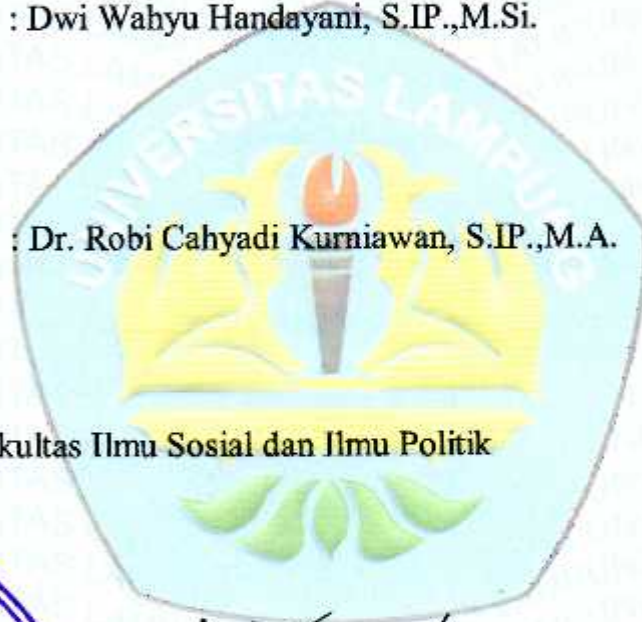 : Dwi Wahyu Handayani, S.IP.,M.Si.
UNIVERSITAS LAMPUNG
: Dr. Robi Cahyadi Kurniawan, S.IP.,M.A.
kultas Ilmu Sosial dan Ilmu Politik